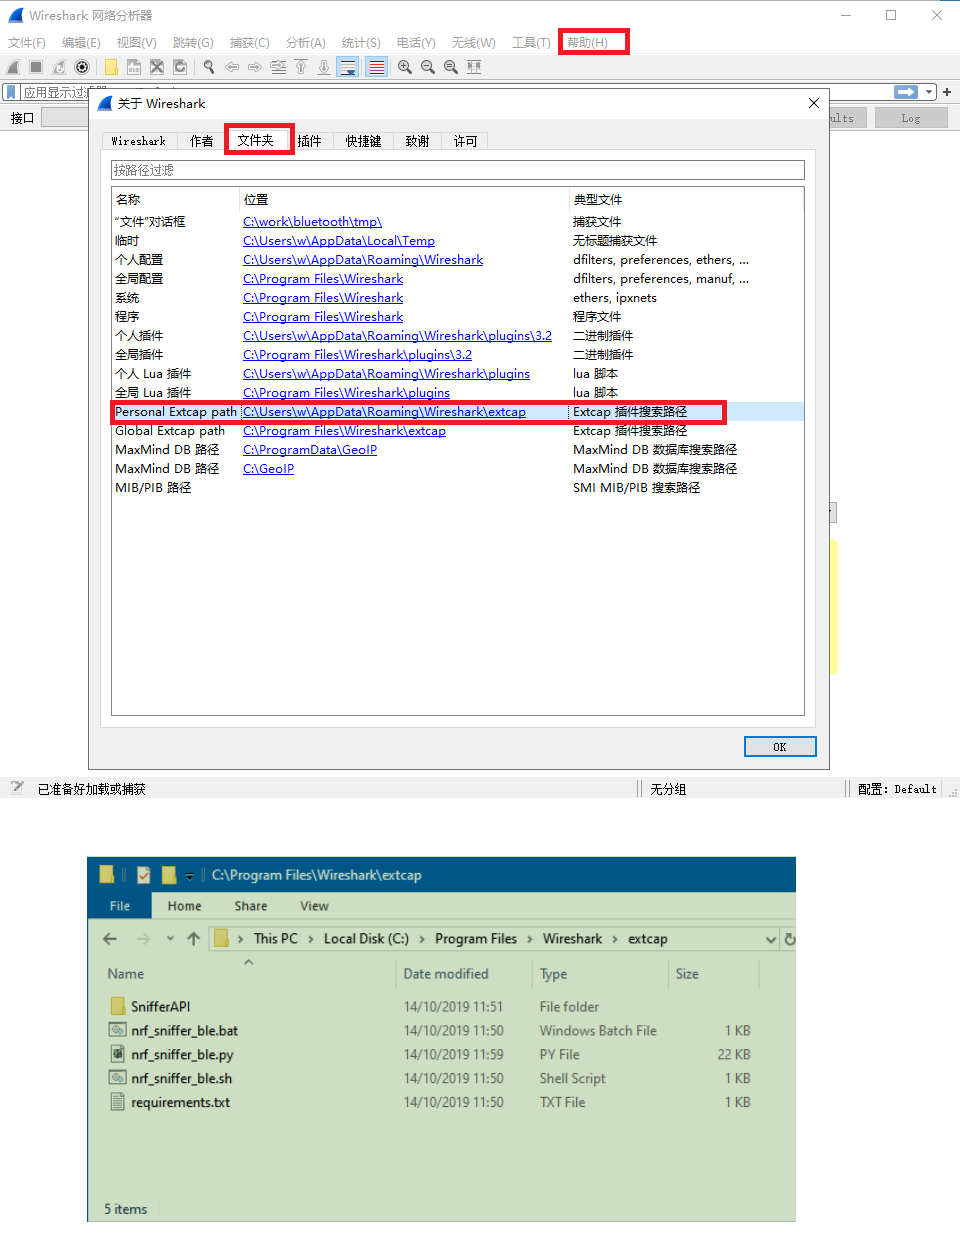 Wireshark 网络分析器
文件(F) 编辑(E) 视图(V) 跳转(G) 捕获(C) 分析(A) 统计(S) 电话(Y) 无线(W) 工具(T) 帮助(H)
应用显示过
接口
Log
关于 Wireshark
Wireshark 作者 文件夹 插件 快捷键 致谢 许可
按路径过滤
名称 位置 典型文件
“文件”对话框 C:\work\bluetooth\tmp\ 捕获文件
临时 C:\Users\w\AppData\Local\Temp 无标题捕获文件
个人配置 C:\Users\w\AppData\Roaming\Wireshark dfilters, preferences, ethers, ...
全局配置 C:\Program Files\Wireshark dfilters, preferences, manuf, ...
系统 C:\Program Files\Wireshark ethers, ipxnets
程序 C:\Program Files\Wireshark 程序文件
个人插件 C:\Users\w\AppData\Roaming\Wireshark\plugins\3.2 二进制插件
全局插件 C:\Program Files\Wireshark\plugins\3.2 二进制插件
个人 Lua 插件 C:\Users\w\AppData\Roaming\Wireshark\plugins lua 脚本
全局 Lua 插件 C:\Program Files\Wireshark\plugins lua 脚本
Personal Extcap path C:\Users\w\AppData\Roaming\Wireshark\extcap Extcap 插件搜索路径
Global Extcap path C:\Program Files\Wireshark\extcap Extcap 插件搜索路径
MaxMind DB 路径 C:\ProgramData\GeoIP MaxMind DB 数据库搜索路径
MaxMind DB 路径 C:\GeoIP MaxMind DB 数据库搜索路径
MIB/PIB 路径 SMI MIB/PIB 搜索路径
OK
已准备好加载或捕获 无分组 配置: Default
C:\Program Files\Wireshark\extcap
File Home Share View
This PC › Local Disk (C:) › Program Files › Wireshark › extcap
Name Date modified Type Size
SnifferAPI 14/10/2019 11:51 File folder
nrf_sniffer_ble.bat 14/10/2019 11:50 Windows Batch File 1 KB
nrf_sniffer_ble.py 14/10/2019 11:59 PY File 22 KB
nrf_sniffer_ble.sh 14/10/2019 11:50 Shell Script 1 KB
requirements.txt 14/10/2019 11:50 TXT File 1 KB
5 items